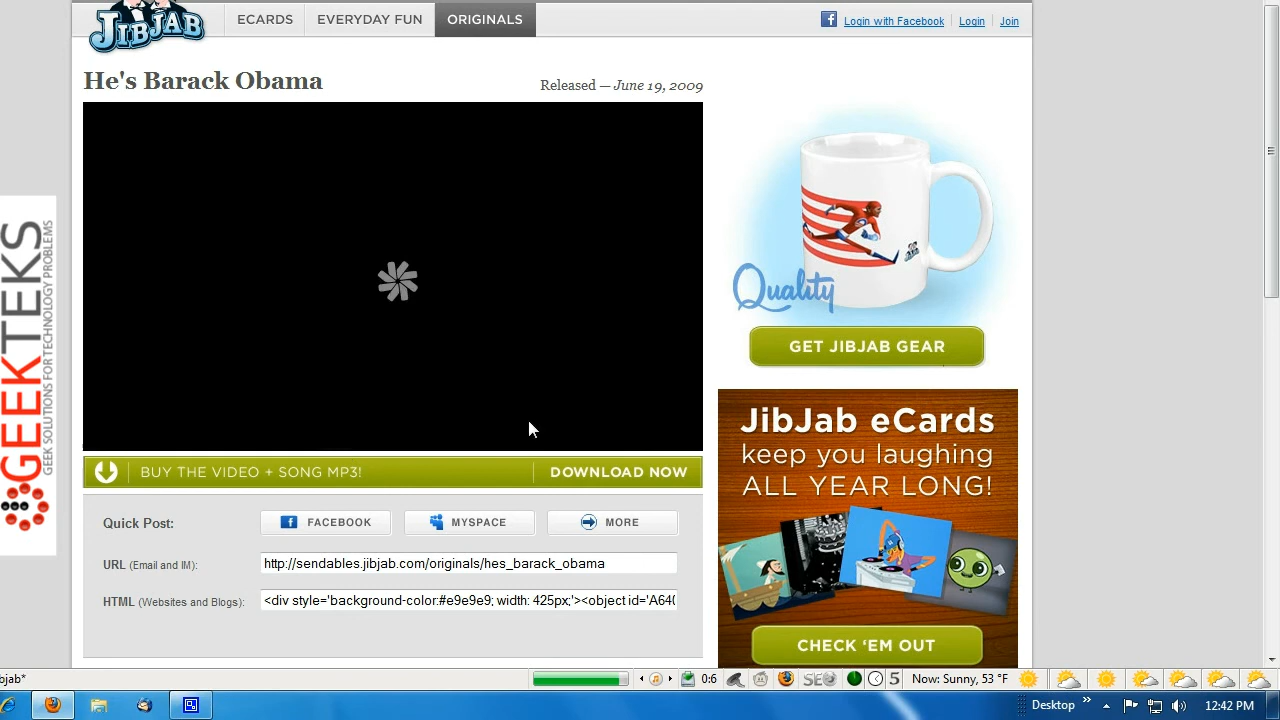 JIBJAB
ECARDS
EVERYDAY FUN
ORIGINALS
Login with Facebook
Login
Join
He's Barack Obama
Released — June 19, 2009
Quality
GET JIBJAB GEAR
BUY THE VIDEO + SONG MP3!
DOWNLOAD NOW
JibJab eCards
keep you laughing
ALL YEAR LONG!
CHECK ‘EM OUT
Quick Post:
FACEBOOK
MYSPACE
MORE
URL (Email and IM):
http://sendables.jibjab.com/originals/hes_barack_obama
HTML (Websites and Blogs):
<div style='background-color:#e9e9e9; width: 425px;'><object id='A640
GEEKTEKS
GEEK SOLUTIONS FOR TECHNOLOGY PROBLEMS
ojab"
0:6
SEO
5
Now: Sunny, 53 °F
Desktop
12:42 PM